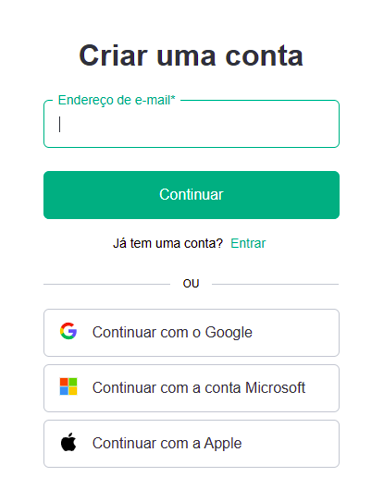 Criar uma conta
Endereço de e-mail*
Continuar
Já tem uma conta? Entrar
OU
Continuar com o Google
Continuar com a conta Microsoft
Continuar com a Apple